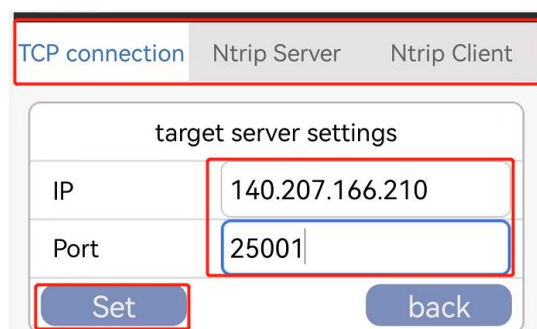 TCP connection Ntrip Server Ntrip Client
target server settings
IP 140.207.166.210
Port 25001
Set back